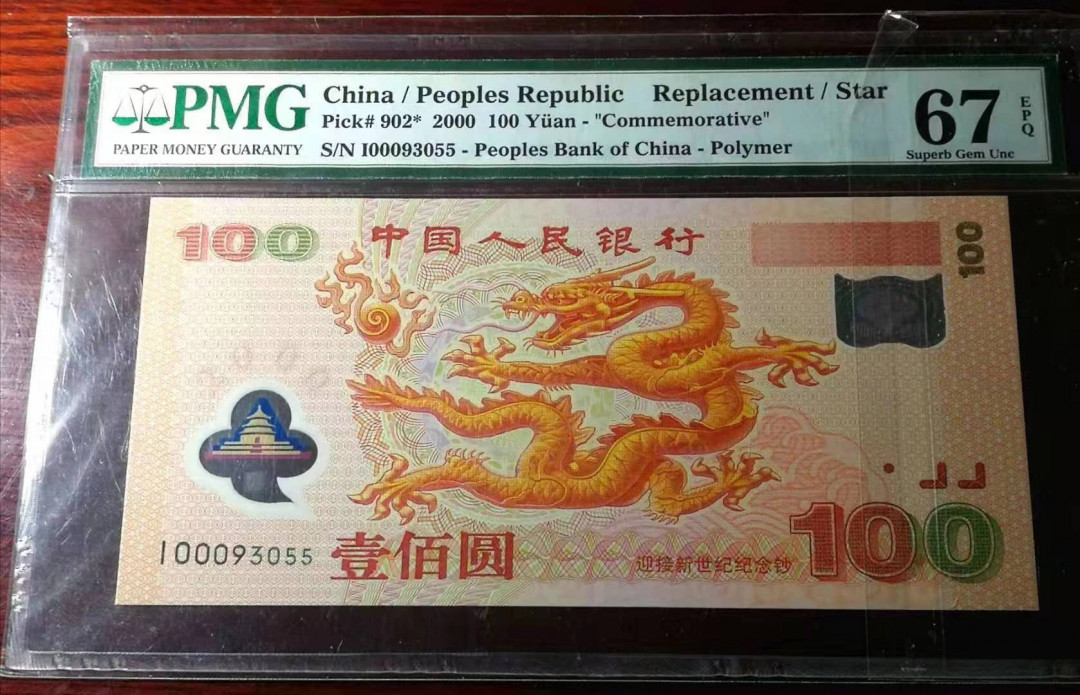 PMG
PAPER MONEY GUARANTY
China / Peoples Republic Replacement / Star
Pick# 902* 2000 100 Yüan - "Commemorative"
S/N I00093055 - Peoples Bank of China - Polymer
67
EPQ
Superb Gem Unc
100
中国人民银行
100
I00093055
壹佰圆
迎接新世纪纪念钞
100